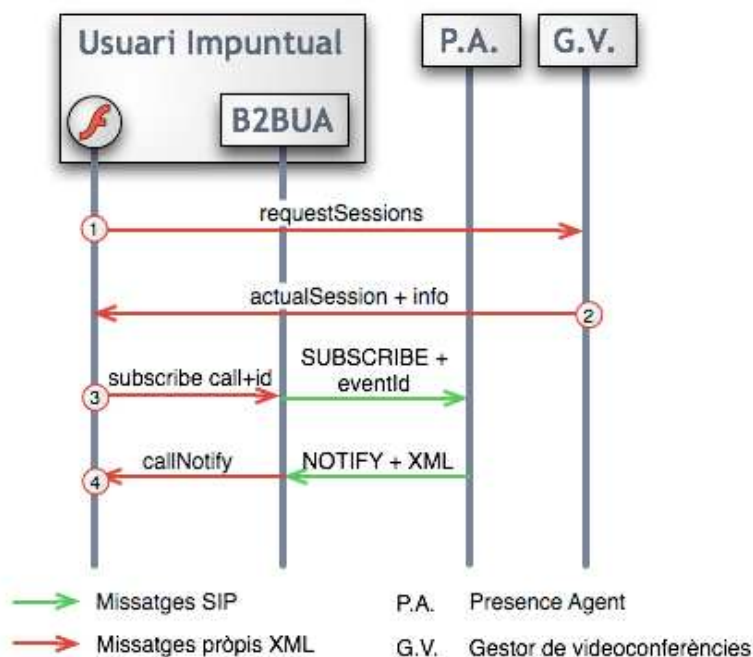 Usuari Impuntual
P.A.
G.V.
B2BUA
requestSessions
1
actualSession + info
2
subscribe call+id
SUBSCRIBE +
eventId
3
callNotify
NOTIFY + XML
4
Missatges SIP
P.A. Presence Agent
Missatges pròpis XML
G.V. Gestor de videoconferències